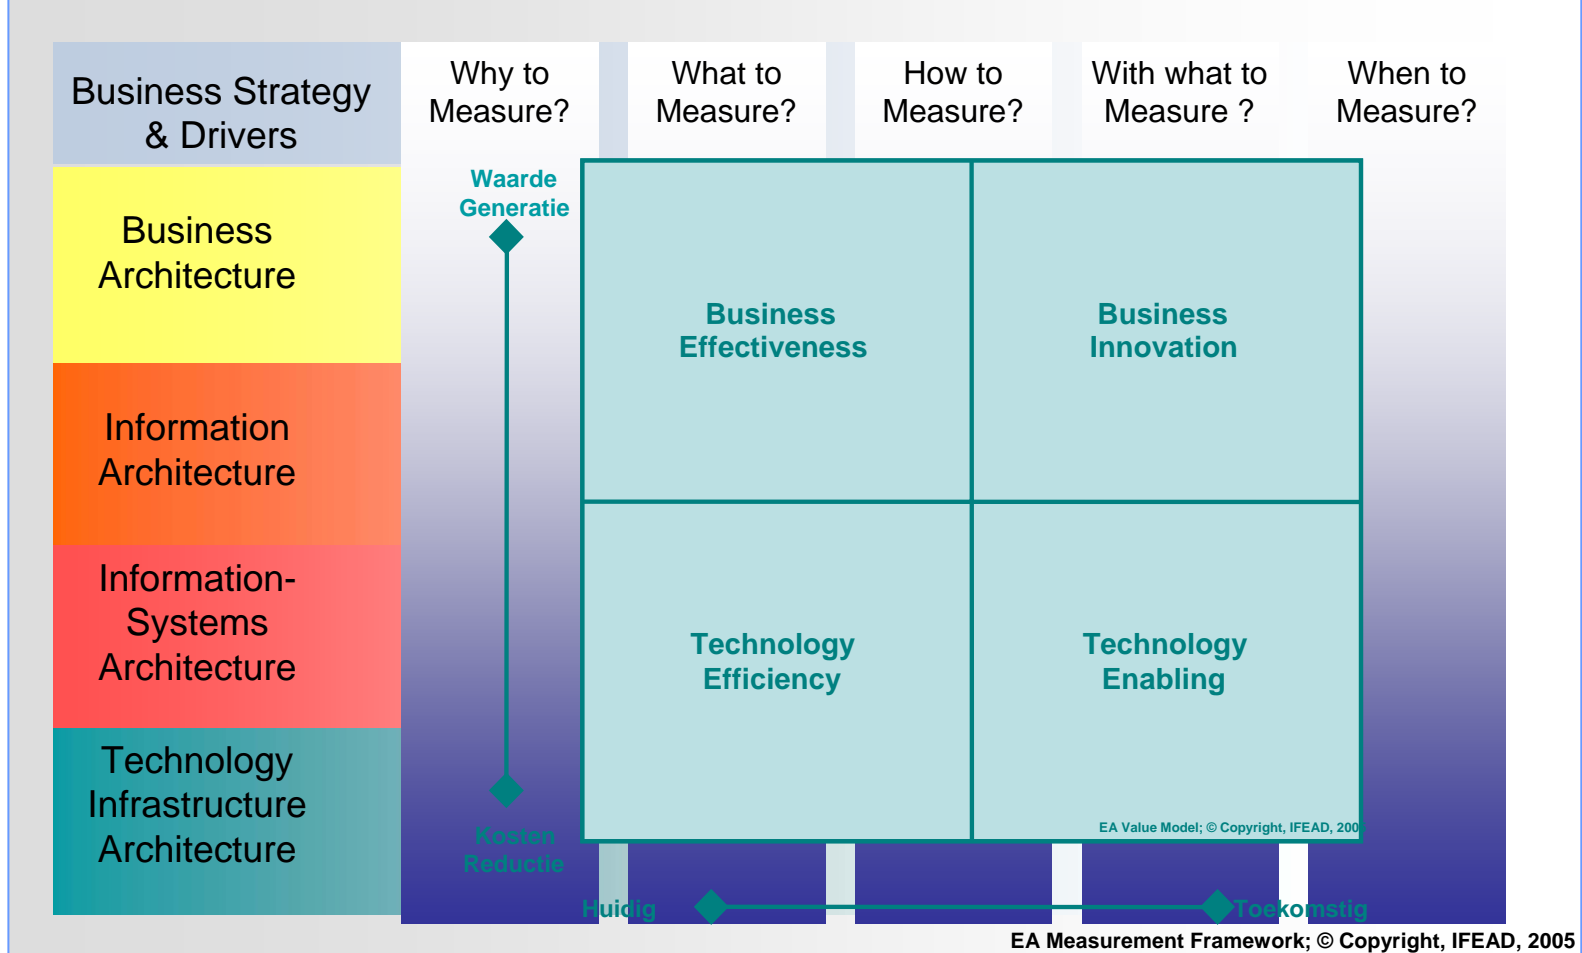 Business Strategy
& Drivers
Why to
Measure?
What to
Measure?
How to
Measure?
With what to
Measure ?
When to
Measure?
Business
Architecture
Information
Architecture
Information-
Systems
Architecture
Technology
Infrastructure
Architecture
Waarde
Generatie
Kosten
Reductie
Business
Effectiveness
Business
Innovation
Technology
Efficiency
Technology
Enabling
EA Value Model; © Copyright, IFEAD,
Huidig
Toekomstig
EA Measurement Framework; © Copyright, IFEAD, 2005